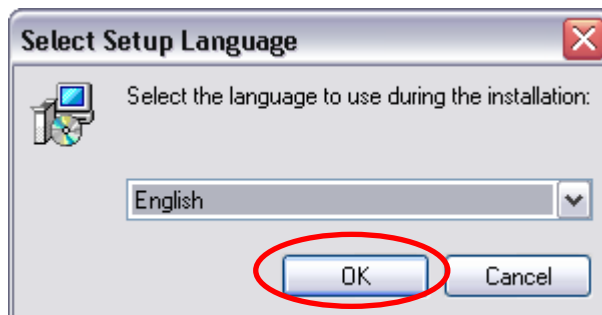 Select Setup Language
Select the language to use during the installation:
English
OK
Cancel